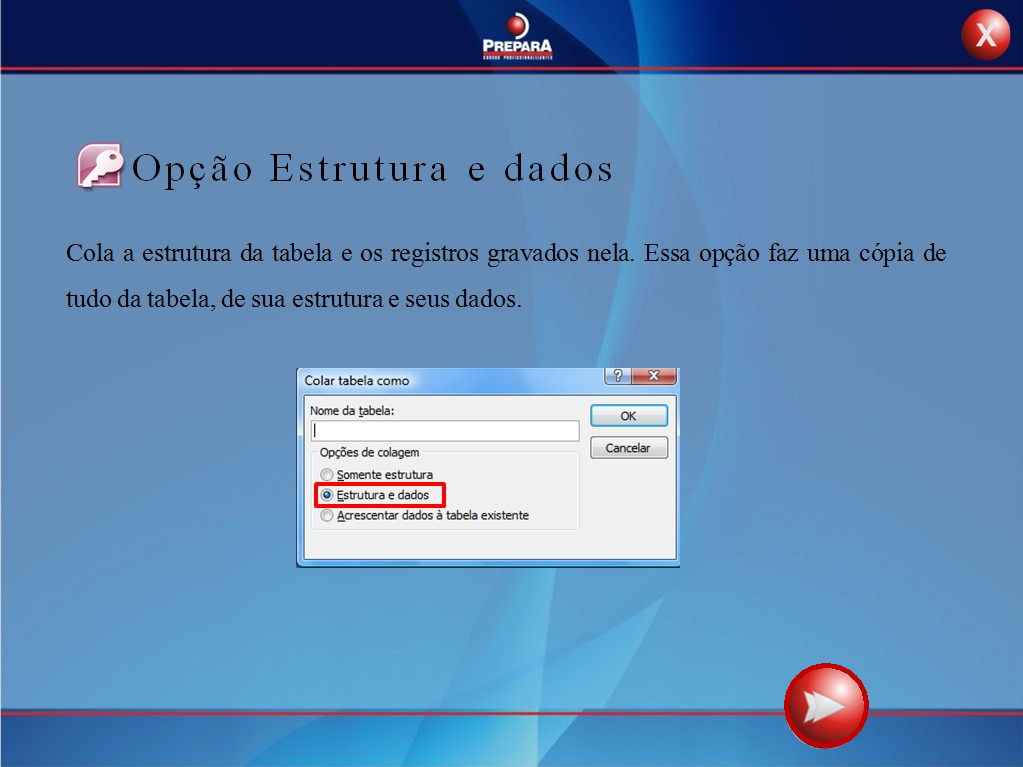 PREPARA
CURSOS PROFISSIONALIZANTES
X
Opção Estrutura e dados
Cola a estrutura da tabela e os registros gravados nela. Essa opção faz uma cópia de
tudo da tabela, de sua estrutura e seus dados.
Colar tabela como
?
Nome da tabela:
OK
Cancelar
Opções de colagem
Somente estrutura
Estrutura e dados
Acrescentar dados à tabela existente